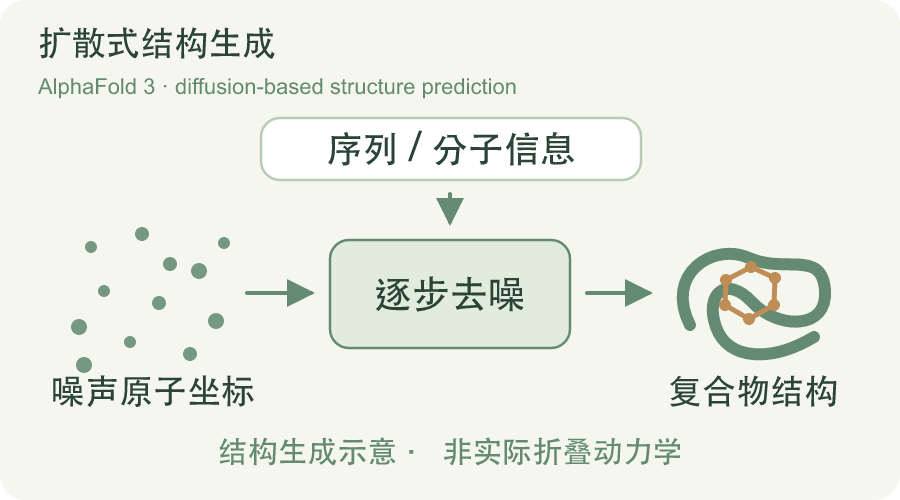 扩散式结构生成
AlphaFold 3 · diffusion-based structure prediction
序列 / 分子信息
逐步去噪
噪声原子坐标
复合物结构
结构生成示意 · 非实际折叠动力学